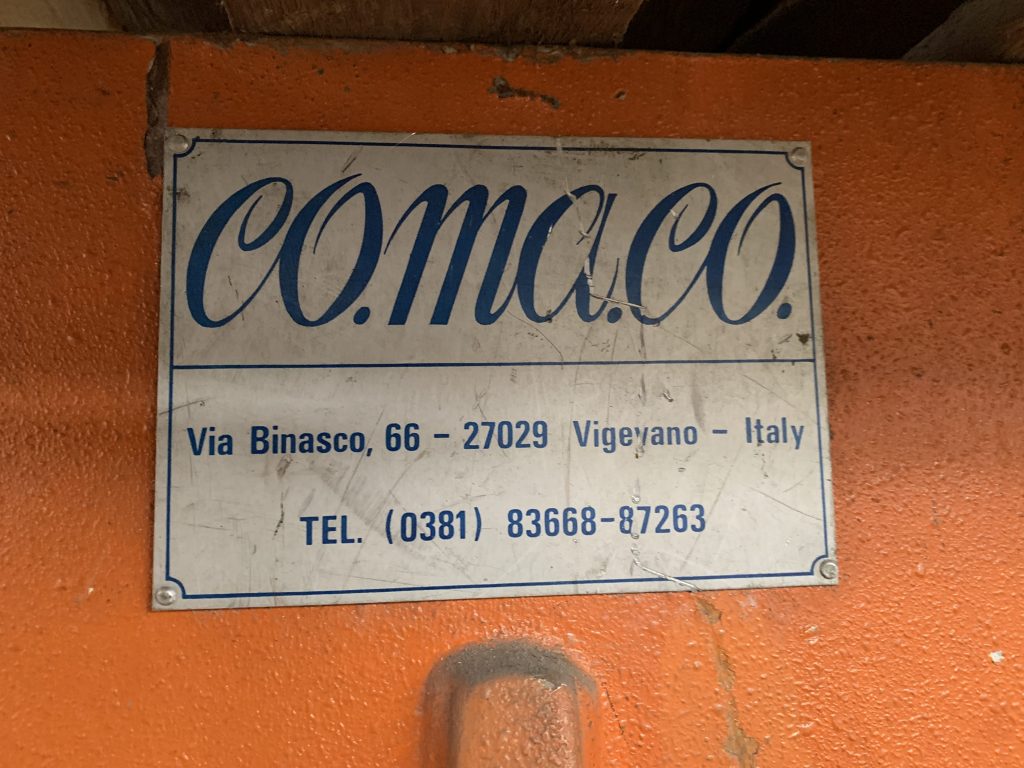 CO.MA.CO.
Via Binasco, 66 - 27029 Vigevano - Italy
TEL. (0381) 83668-87263